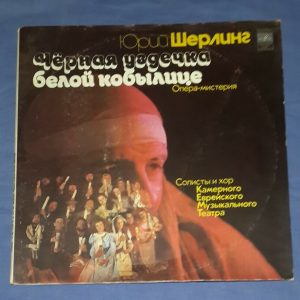 Юрий Шерлинг
Чёрная уздечка
белой кобылице
Опера-мистерия
Солисты и хор
Камерного
Еврейского
Музыкального
Театра